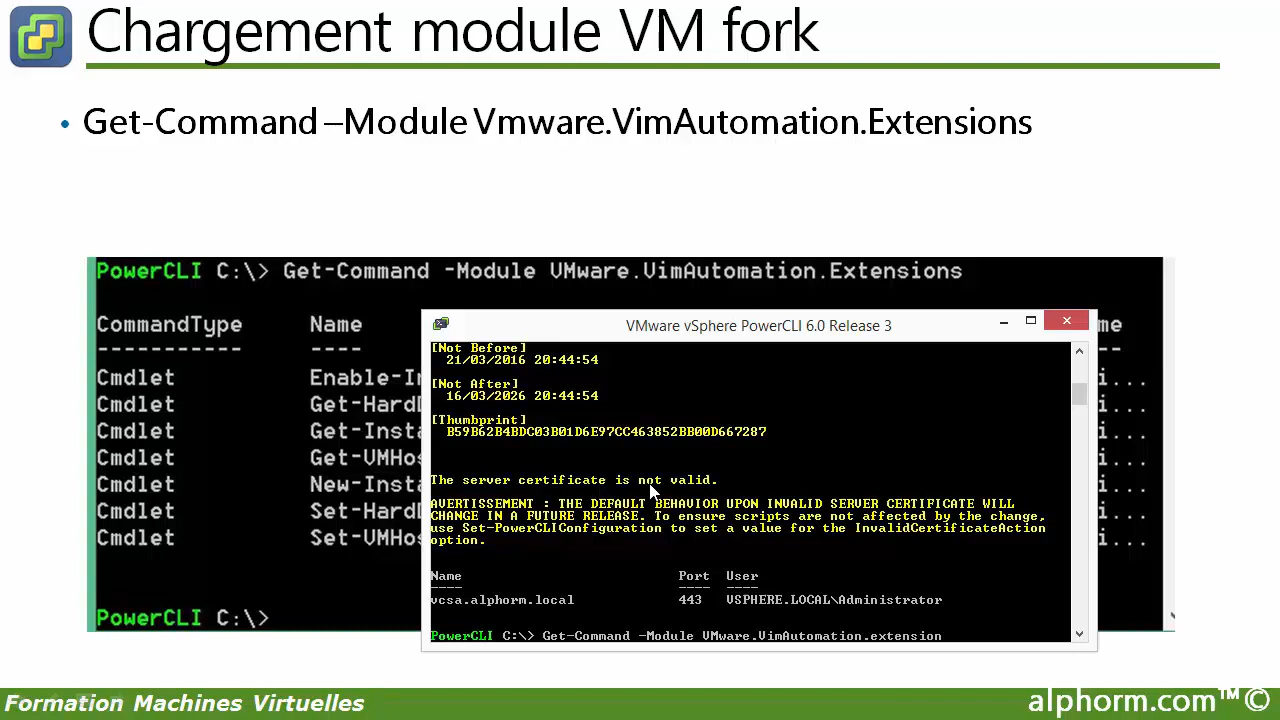 Chargement module VM fork
• Get-Command –Module Vmware.VimAutomation.Extensions
PowerCLI C:\> Get-Command -Module VMware.VimAutomation.Extensions
CommandType Name me
----------- ---- --
Cmdlet Enable-In i...
Cmdlet Get-HardD i...
Cmdlet Get-Insta i...
Cmdlet Get-VMHos i...
Cmdlet New-Insta i...
Cmdlet Set-HardD i...
Cmdlet Set-VMHos i...
PowerCLI C:\>
VMware vSphere PowerCLI 6.0 Release 3
[Not Before]
21/03/2016 20:44:54
[Not After]
16/03/2026 20:44:54
[Thumbprint]
B59B62B4BDC03B01D6E97CC463852BB00D667287
The server certificate is not valid.
AVERTISSEMENT : THE DEFAULT BEHAVIOR UPON INVALID SERVER CERTIFICATE WILL
CHANGE IN A FUTURE RELEASE. To ensure scripts are not affected by the change,
use Set-PowerCLIConfiguration to set a value for the InvalidCertificateAction
option.
Name Port User
---- ---- ----
vcsa.alphorm.local 443 VSPHERE.LOCAL\Administrator
PowerCLI C:\> Get-Command -Module VMware.VimAutomation.extension
Formation Machines Virtuelles
alphorm.com™©